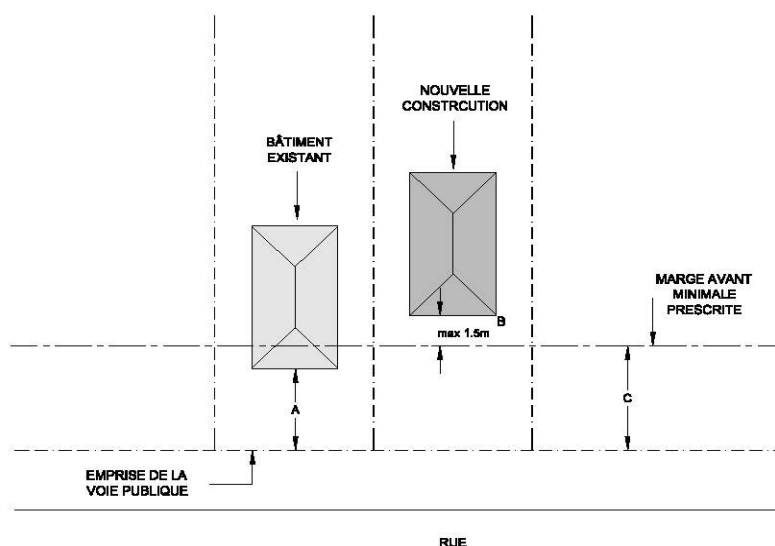 NOUVELLE
CONSTRCUTION
BÂTIMENT
EXISTANT
MARGE AVANT
MINIMALE
PRESCRITE
B
max 1.5m
A
C
EMPRISE DE LA
VOIE PUBLIQUE
RUE